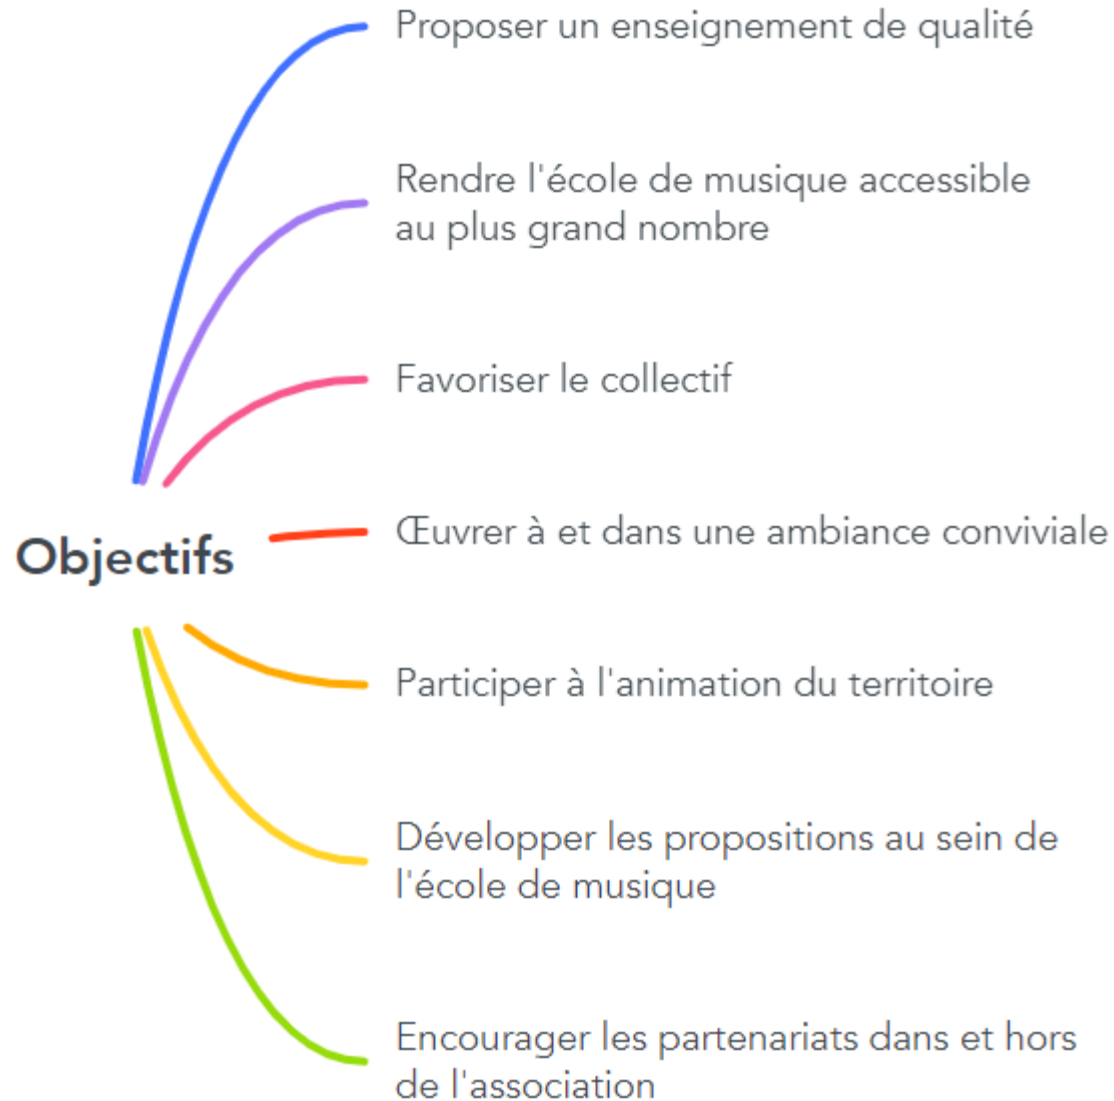 Proposer un enseignement de qualité
Rendre l'école de musique accessible
au plus grand nombre
Favoriser le collectif
Œuvrer à et dans une ambiance conviviale
Objectifs
Participer à l'animation du territoire
Développer les propositions au sein de
l'école de musique
Encourager les partenariats dans et hors
de l'association